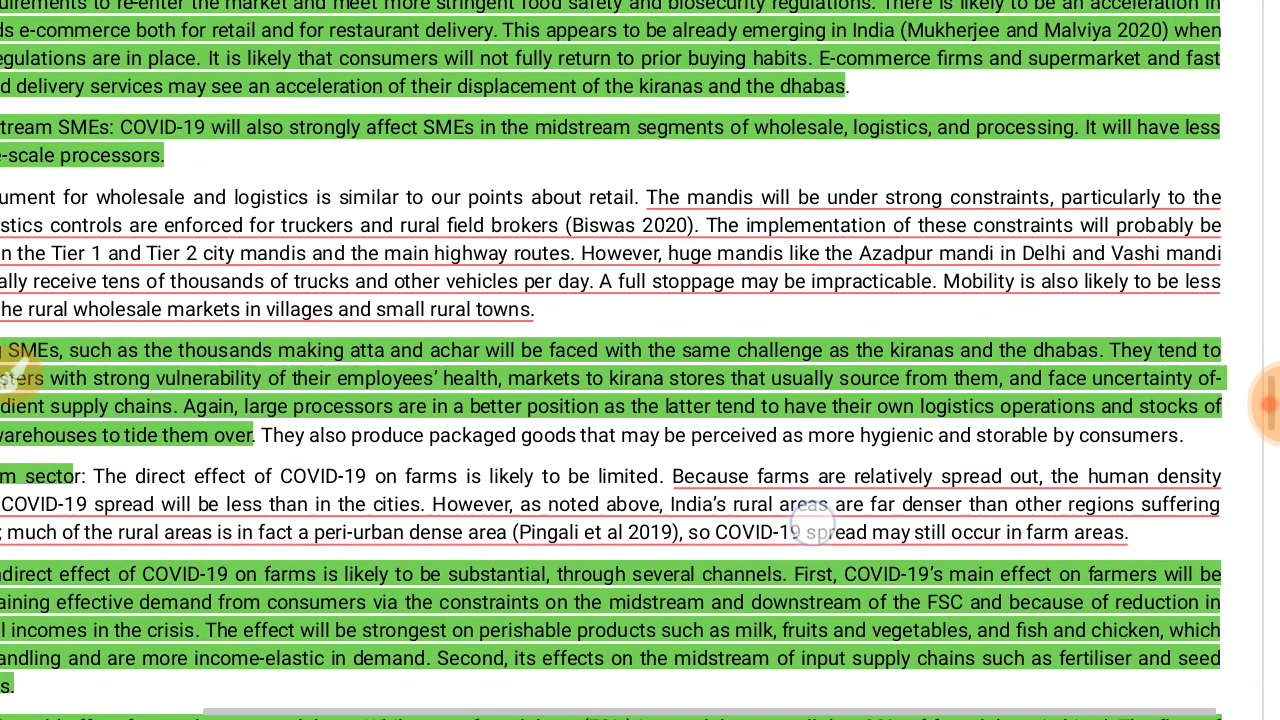 uirements to re-enter the market and meet more stringent food safety and biosecurity regulations. There is likely to be an acceleration in
ds e-commerce both for retail and for restaurant delivery. This appears to be already emerging in India (Mukherjee and Malviya 2020) when
egulations are in place. It is likely that consumers will not fully return to prior buying habits. E-commerce firms and supermarket and fast
d delivery services may see an acceleration of their displacement of the kiranas and the dhabas.
tream SMEs: COVID-19 will also strongly affect SMEs in the midstream segments of wholesale, logistics, and processing. It will have less
e-scale processors.
ument for wholesale and logistics is similar to our points about retail. The mandis will be under strong constraints, particularly to the
istics controls are enforced for truckers and rural field brokers (Biswas 2020). The implementation of these constraints will probably be
n the Tier 1 and Tier 2 city mandis and the main highway routes. However, huge mandis like the Azadpur mandi in Delhi and Vashi mandi
ally receive tens of thousands of trucks and other vehicles per day. A full stoppage may be impracticable. Mobility is also likely to be less
he rural wholesale markets in villages and small rural towns.
g SMEs, such as the thousands making atta and achar will be faced with the same challenge as the kiranas and the dhabas. They tend to
sters with strong vulnerability of their employees’ health, markets to kirana stores that usually source from them, and face uncertainty of-
dient supply chains. Again, large processors are in a better position as the latter tend to have their own logistics operations and stocks of
warehouses to tide them over. They also produce packaged goods that may be perceived as more hygienic and storable by consumers.
m sector: The direct effect of COVID-19 on farms is likely to be limited. Because farms are relatively spread out, the human density
COVID-19 spread will be less than in the cities. However, as noted above, India’s rural areas are far denser than other regions suffering
; much of the rural areas is in fact a peri-urban dense area (Pingali et al 2019), so COVID-19 spread may still occur in farm areas.
ndirect effect of COVID-19 on farms is likely to be substantial, through several channels. First, COVID-19’s main effect on farmers will be
aining effective demand from consumers via the constraints on the midstream and downstream of the FSC and because of reduction in
l incomes in the crisis. The effect will be strongest on perishable products such as milk, fruits and vegetables, and fish and chicken, which
andling and are more income-elastic in demand. Second, its effects on the midstream of input supply chains such as fertiliser and seed
s.